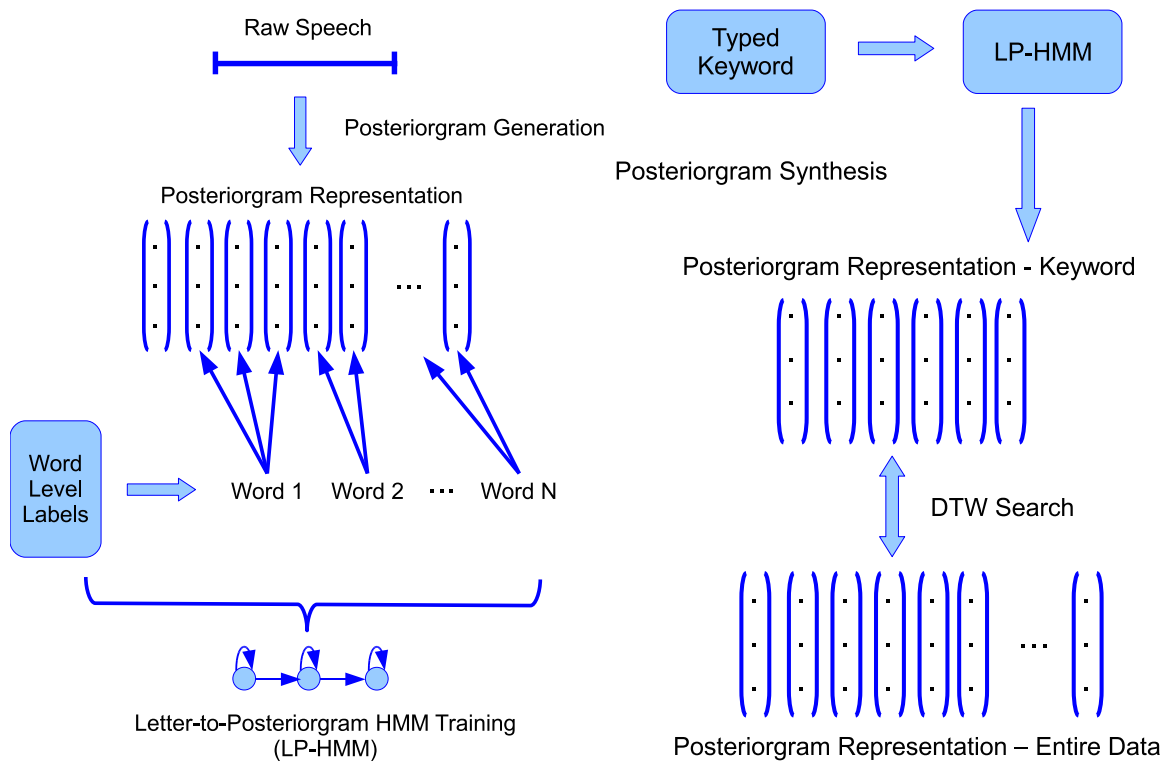 Raw Speech
Posteriorgram Generation
Posteriorgram Representation
...
Word
Level
Labels
Word 1
Word 2
...
Word N
Letter-to-Posteriorgram HMM Training
(LP-HMM)
Typed
Keyword
LP-HMM
Posteriorgram Synthesis
Posteriorgram Representation - Keyword
DTW Search
...
Posteriorgram Representation – Entire Data